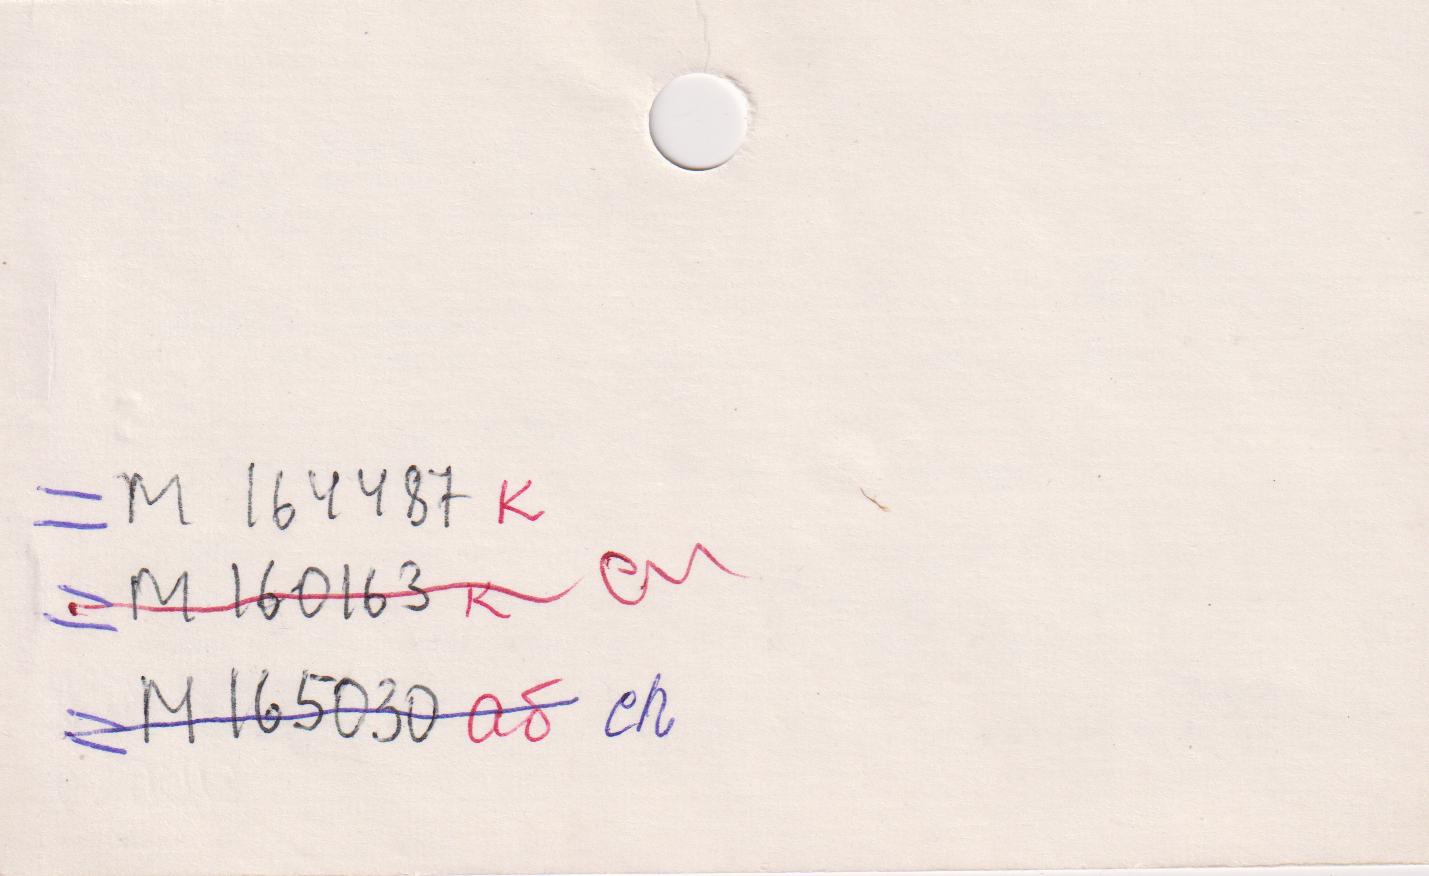 = М 164487 к
= М 160163 к сп
= М 165030 аб сп